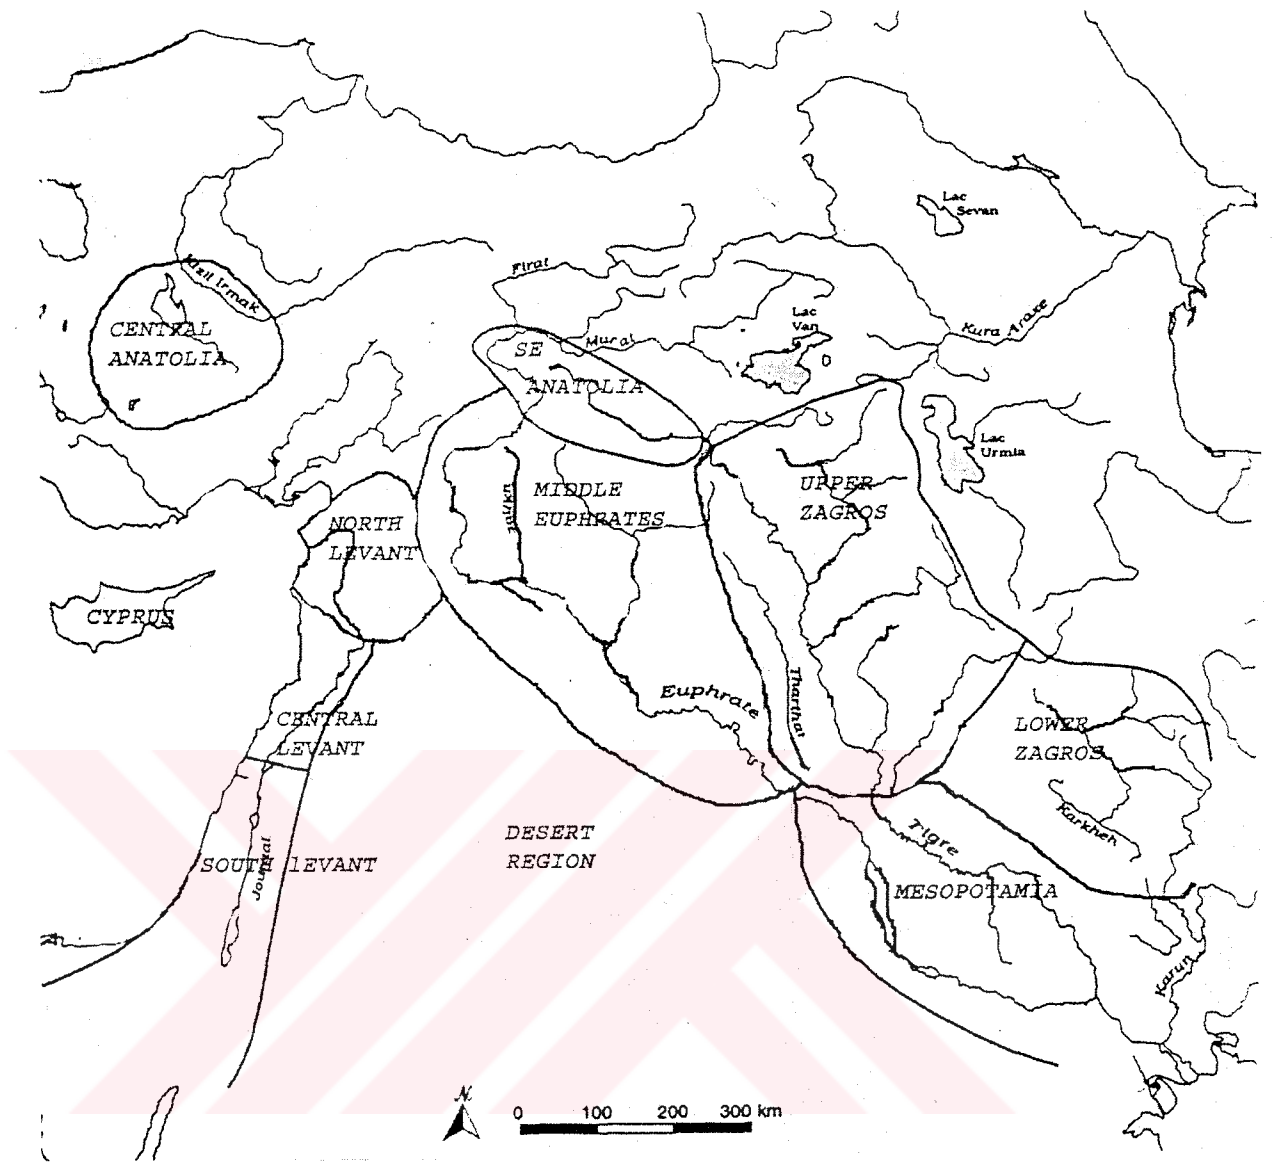 Lac
Sevan
Kizil Irmak
Firat
CENTRAL
ANATOLIA
Lac
Van
Kura Araxe
SE
ANATOLIA
Murat
Lac
Urmia
UPPER
ZAGROS
MIDDLE
EUPHRATES
NORTH
LEVANT
CYPRUS
Euphrate
Tharthar
CENTRAL
LEVANT
LOWER
ZAGROS
Karkheh
DESERT
REGION
Tigre
SOUTH lEVANT
MESOPOTAMIA
Karun
N
0 100 200 300 km